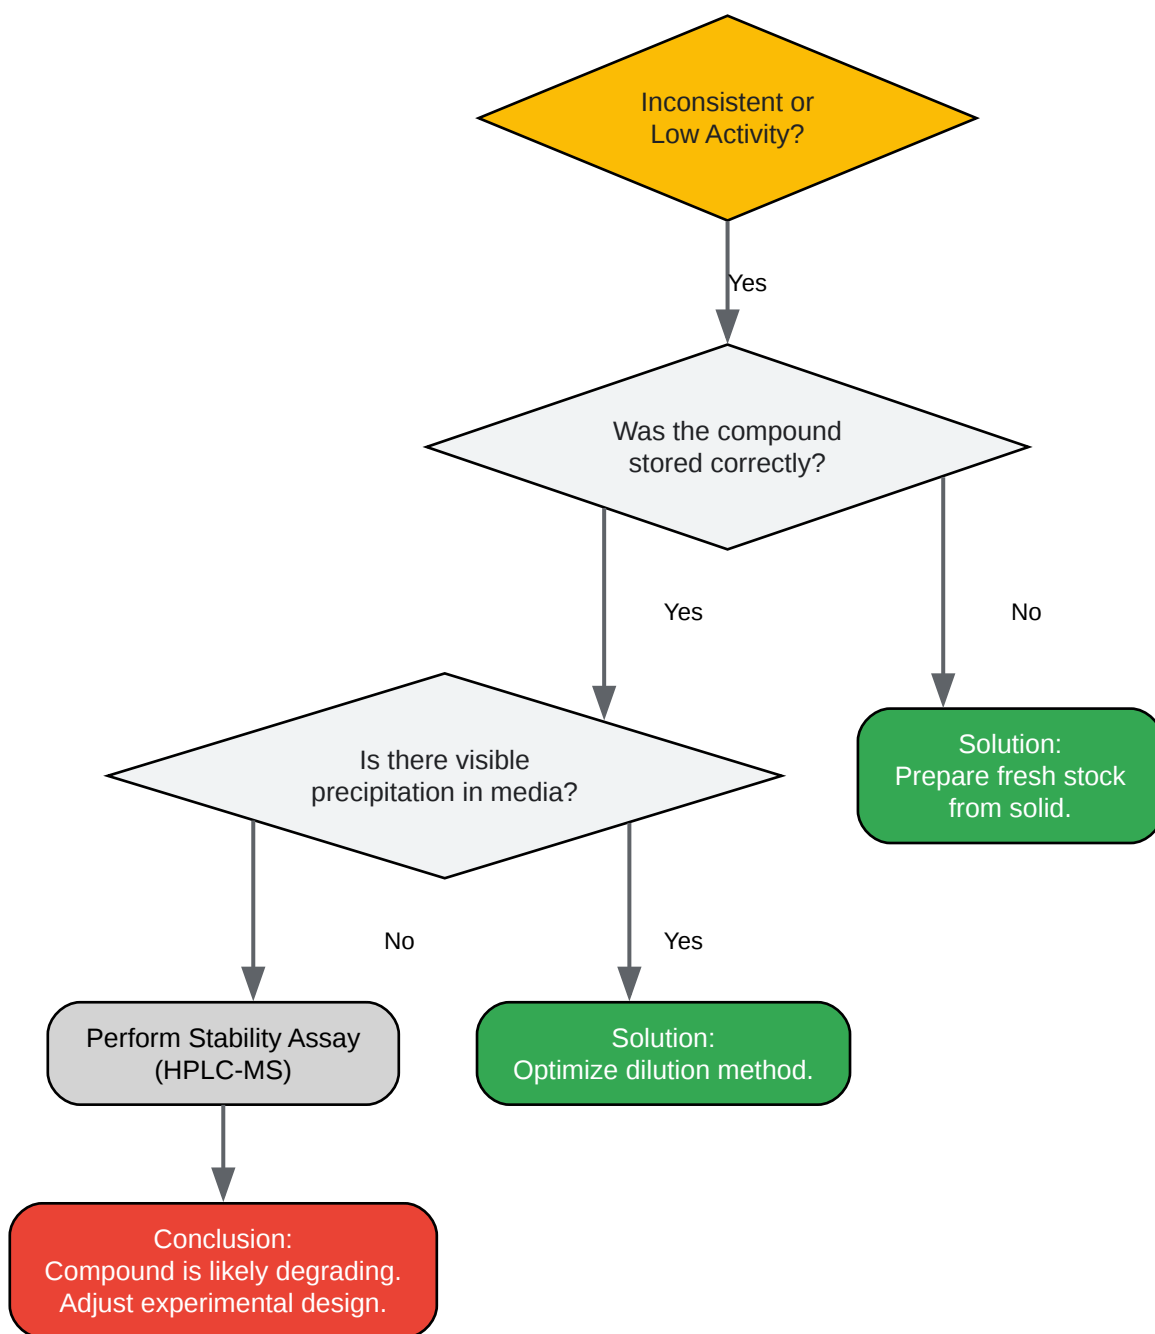 Inconsistent or
Low Activity?
Yes
Was the compound
stored correctly?
Yes
No
Is there visible
precipitation in media?
Solution:
Prepare fresh stock
from solid.
No
Yes
Perform Stability Assay
(HPLC-MS)
Solution:
Optimize dilution method.
Conclusion:
Compound is likely degrading.
Adjust experimental design.